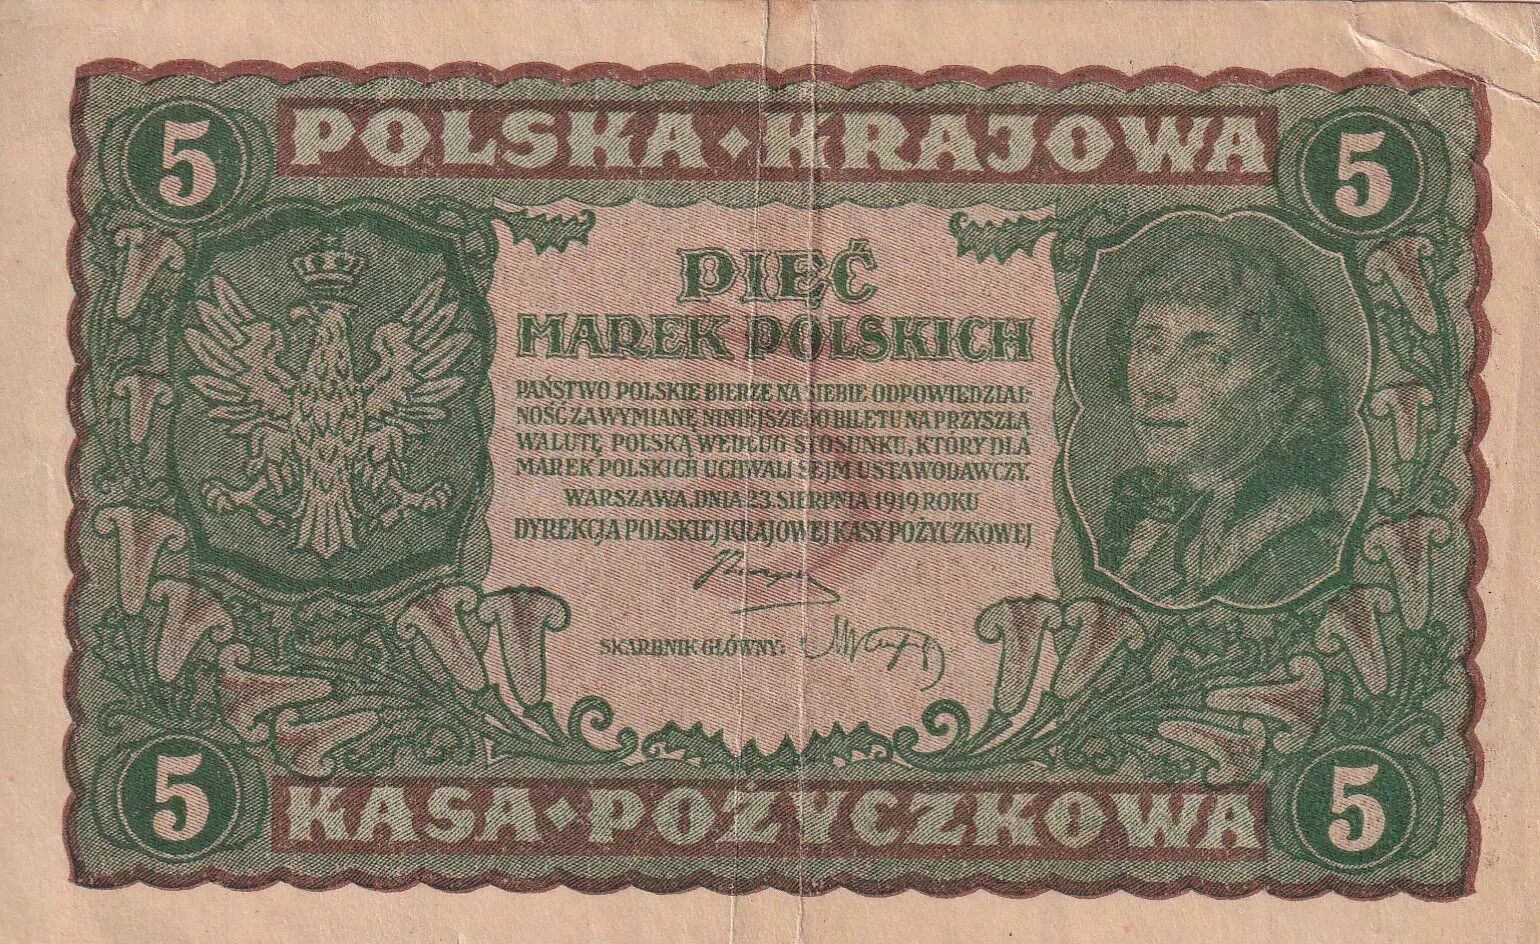 5 POLSKA·KRAJOWA 5
PIĘĆ
MAREK POLSKICH
PAŃSTWO POLSKIE BIERZE NA SIEBIE ODPOWIEDZIAL-
NOŚĆ ZA WYMIANĘ NINIEJSZEGO BILETU NA PRZYSZŁĄ
WALUTĘ POLSKĄ WEDŁUG STOSUNKU, KTÓRY DLA
MAREK POLSKICH UCHWALI SEJM USTAWODAWCZY.
WARSZAWA, DNIA 23. SIERPNIA 1919 ROKU
DYREKCJA POLSKIEJ KRAJOWEJ KASY POŻYCZKOWEJ
SKARBNIK GŁÓWNY:
5 KASA·POŻYCZKOWA 5